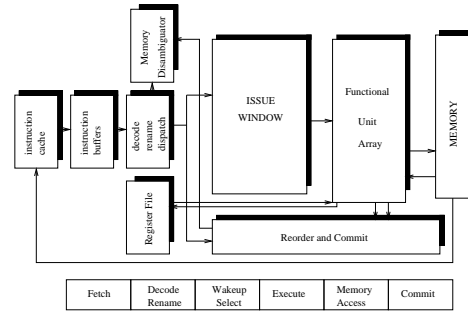 Memory
Disambiguator
instruction
cache
instruction
buffers
decode
rename
dispatch
ISSUE
WINDOW
Functional
Unit
Array
MEMORY
Register File
Reorder and Commit
Fetch
Decode
Rename
Wakeup
Select
Execute
Memory
Access
Commit